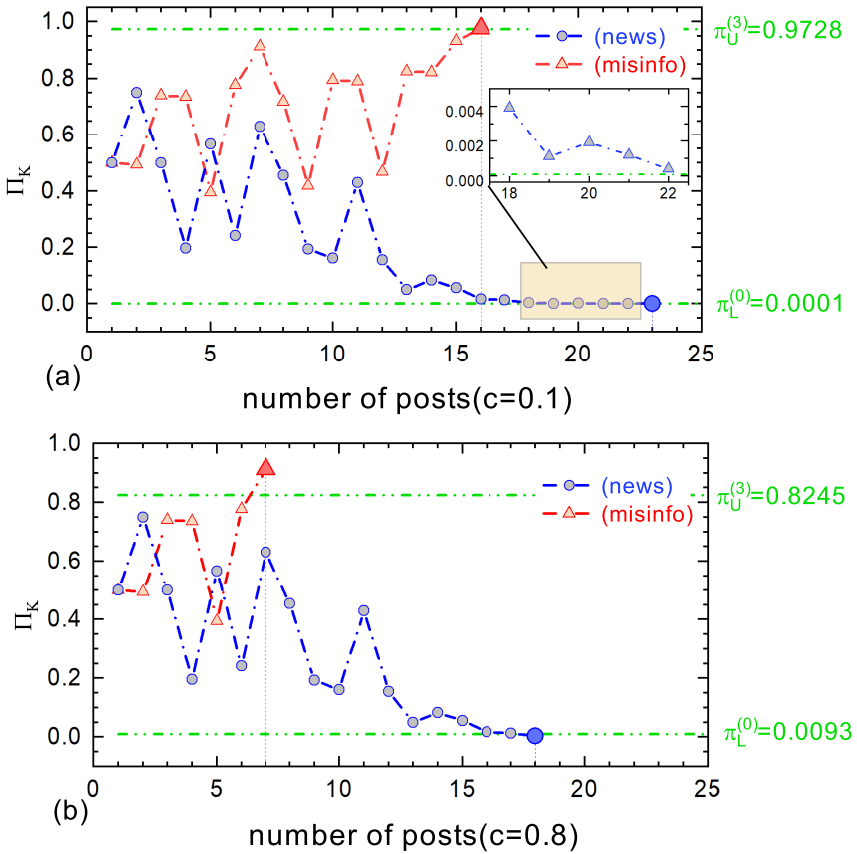 1.0
0.8
0.6
0.4
0.2
0.0
Π_K
(news)
(misinfo)
π_U^(3)=0.9728
0.004
0.002
0.000
18 20 22
π_L^(0)=0.0001
0 5 10 15 20 25
(a)
number of posts(c=0.1)
1.0
0.8
0.6
0.4
0.2
0.0
Π_K
(news)
(misinfo)
π_U^(3)=0.8245
π_L^(0)=0.0093
0 5 10 15 20 25
(b)
number of posts(c=0.8)